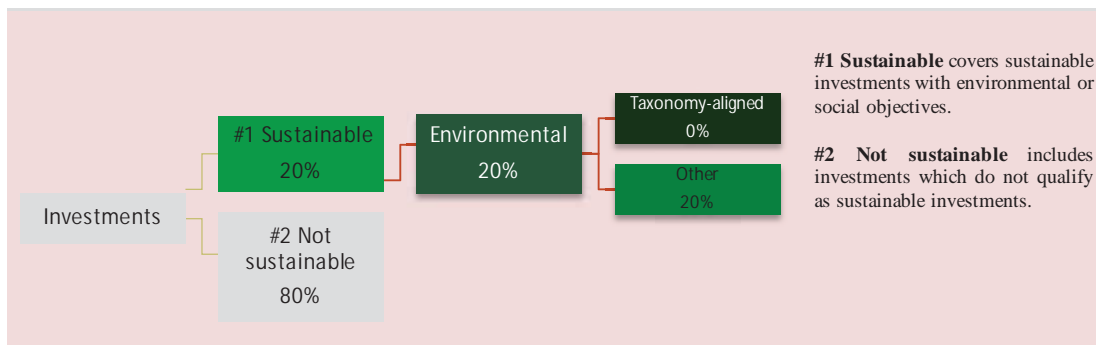 Investments
#1 Sustainable
20%
#2 Not
sustainable
80%
Environmental
20%
Taxonomy-aligned
0%
Other
20%
#1 Sustainable covers sustainable
investments with environmental or
social objectives.
#2 Not sustainable includes
investments which do not qualify
as sustainable investments.